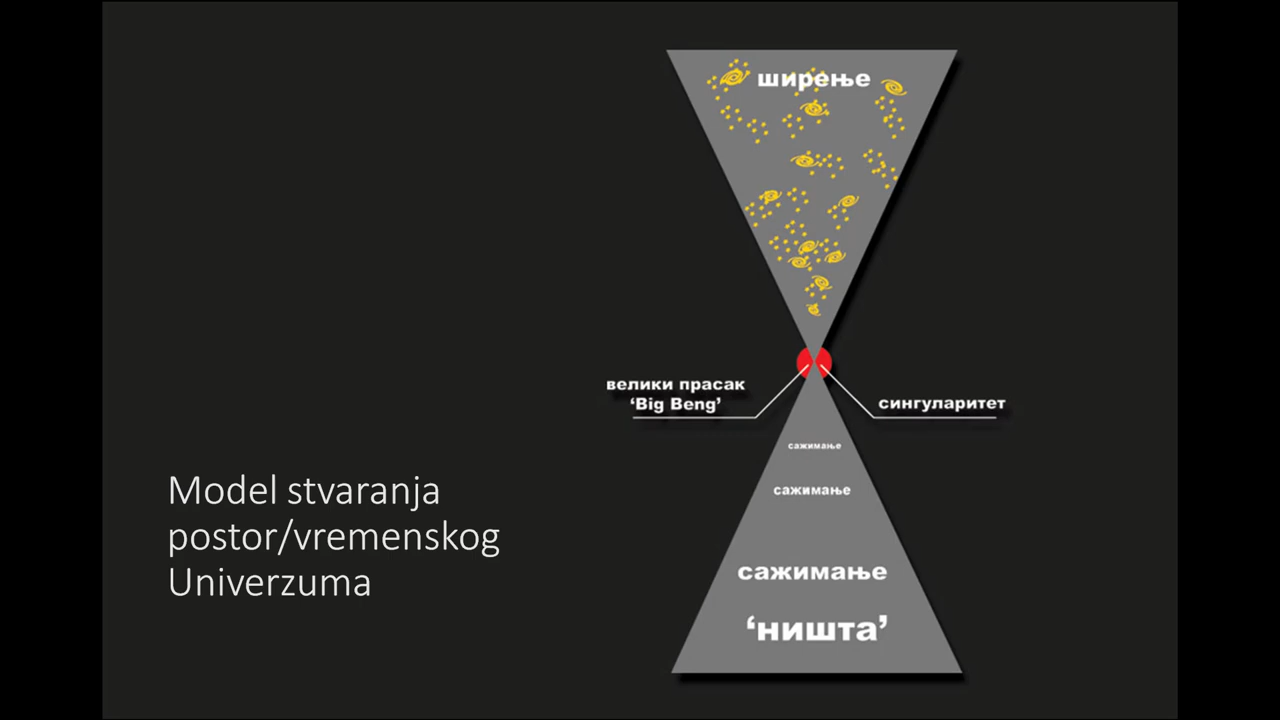 ширење
велики прасак
‘Big Beng’
сингуларитет
сажимање
сажимање
сажимање
‘ништа’
Model stvaranja
postor/vremenskog
Univerzuma